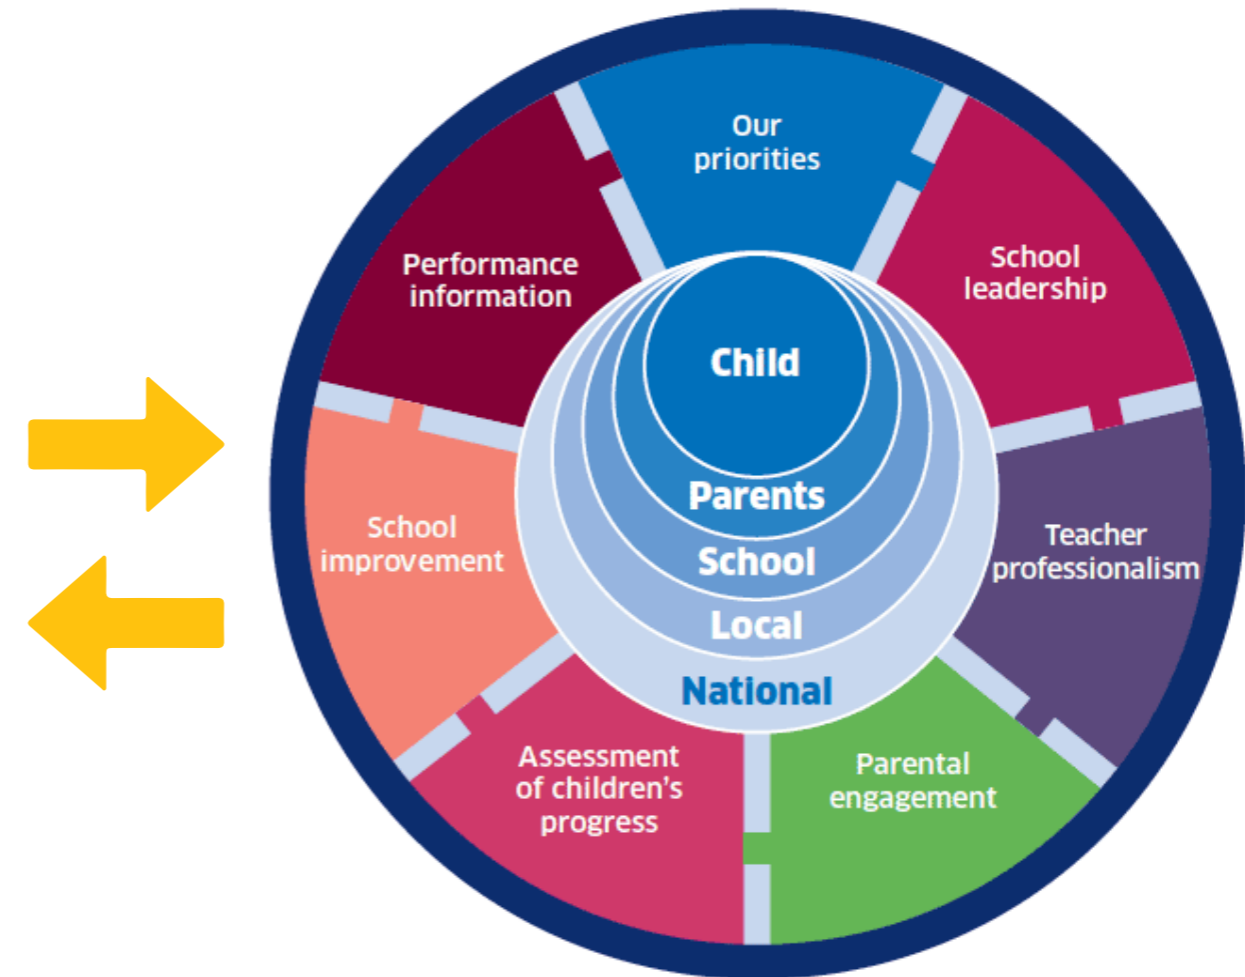 Our
priorities
School
leadership
Teacher
professionalism
Parental
engagement
Assessment
of children’s
progress
School
improvement
Performance
information
Child
Parents
School
Local
National